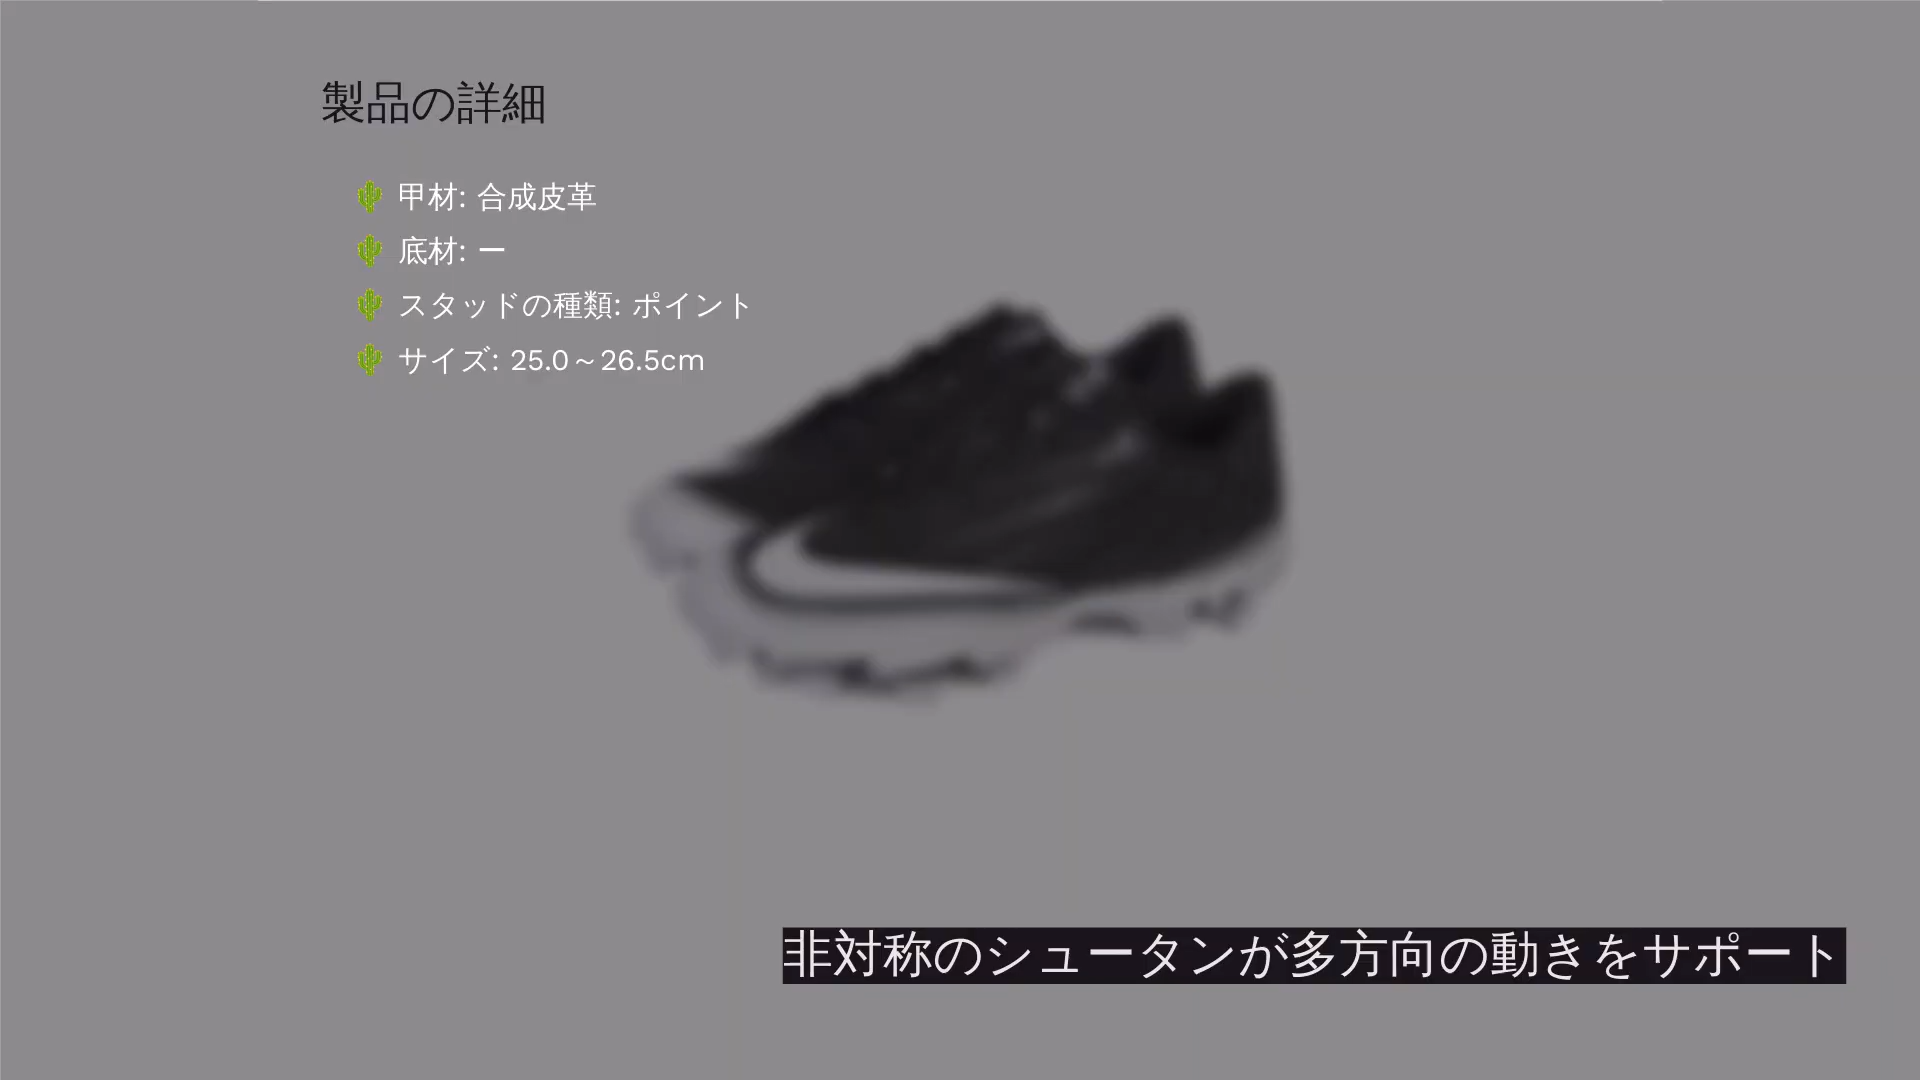 製品の詳細
🌵 甲材: 合成皮革
🌵 底材: ー
🌵 スタッドの種類: ポイント
🌵 サイズ: 25.0～26.5cm
非対称のシュータンが多方向の動きをサポート